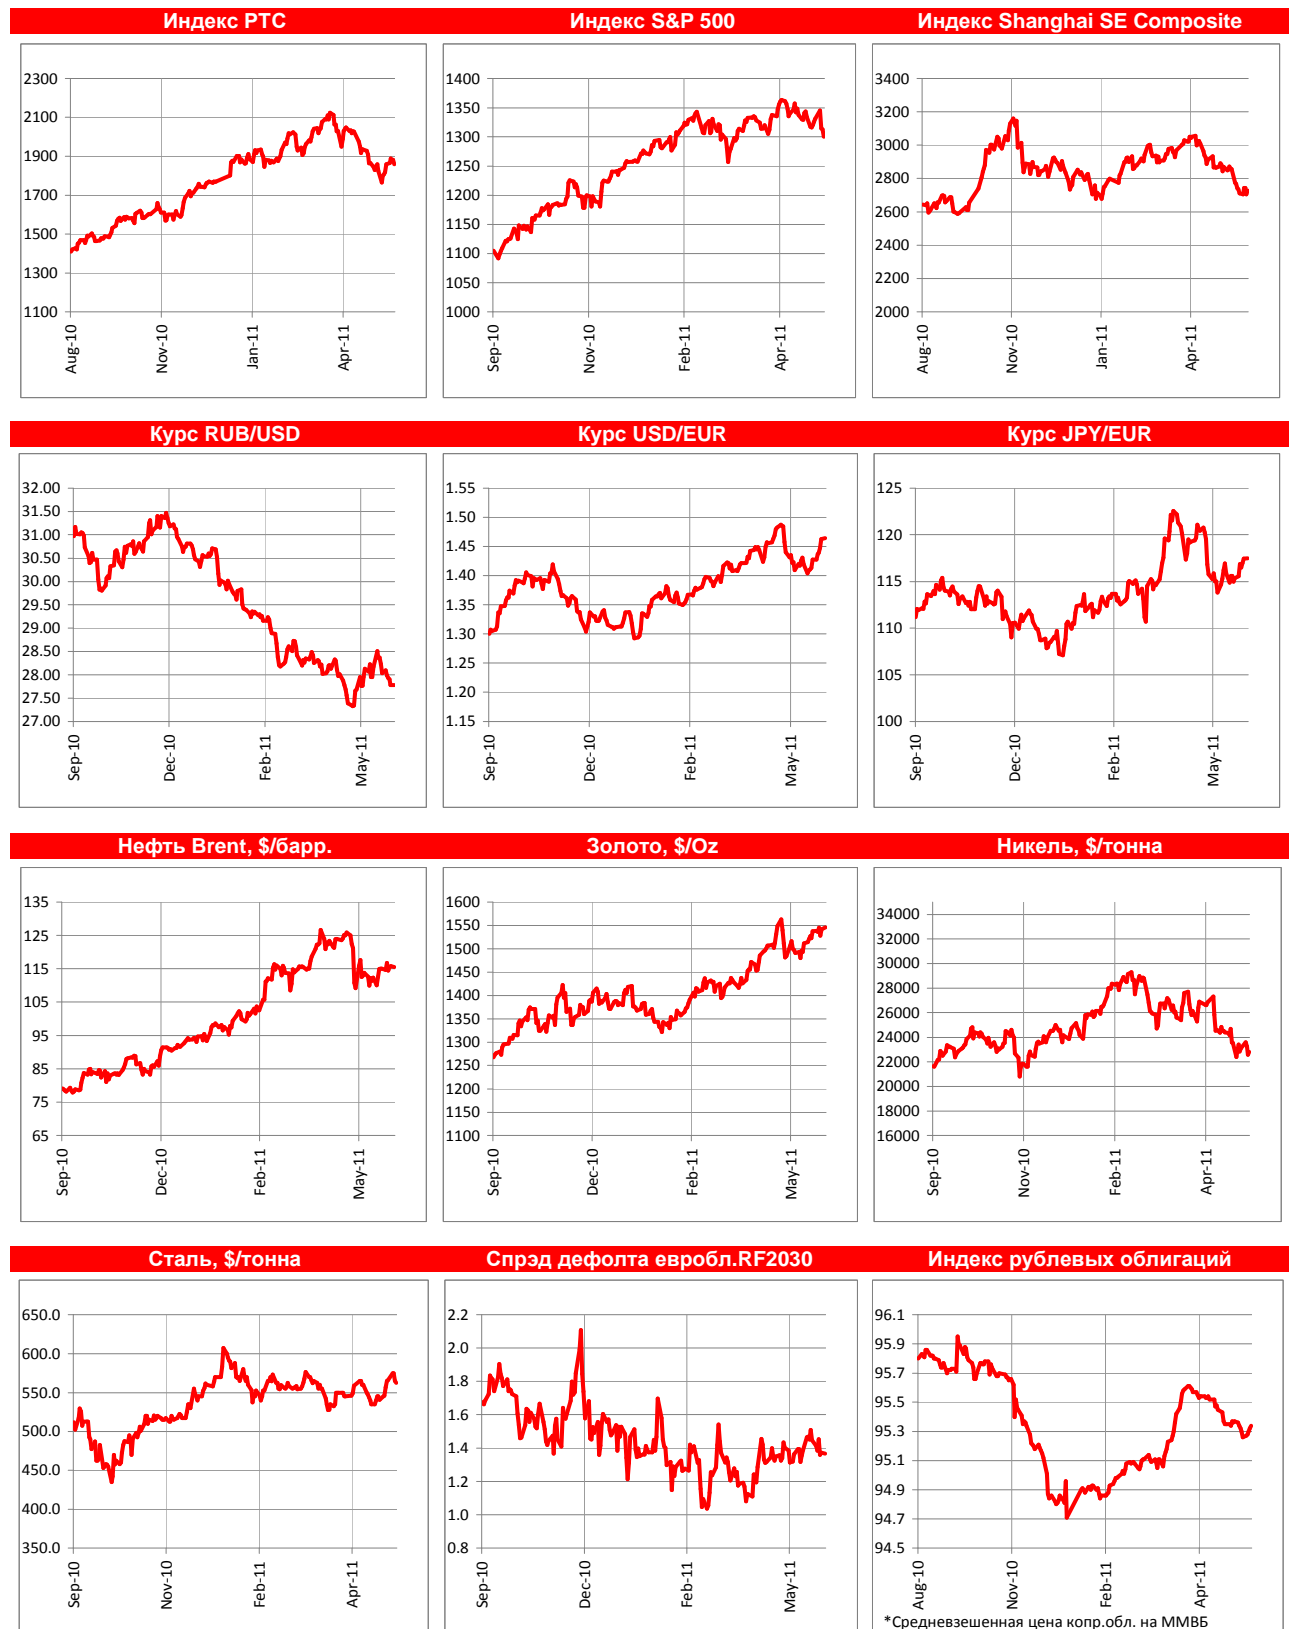 Индекс РТС
2300
2100
1900
1700
1500
1300
1100
Aug-10
Nov-10
Jan-11
Apr-11
Индекс S&P 500
1400
1350
1300
1250
1200
1150
1100
1050
1000
Sep-10
Nov-10
Feb-11
Apr-11
Индекс Shanghai SE Composite
3400
3200
3000
2800
2600
2400
2200
2000
Aug-10
Nov-10
Jan-11
Apr-11
Курс RUB/USD
32.00
31.50
31.00
30.50
30.00
29.50
29.00
28.50
28.00
27.50
27.00
Sep-10
Dec-10
Feb-11
May-11
Курс USD/EUR
1.55
1.50
1.45
1.40
1.35
1.30
1.25
1.20
1.15
Sep-10
Dec-10
Feb-11
May-11
Курс JPY/EUR
125
120
115
110
105
100
Sep-10
Dec-10
Feb-11
May-11
Нефть Brent, $/барр.
135
125
115
105
95
85
75
65
Sep-10
Dec-10
Feb-11
May-11
Золото, $/Oz
1600
1550
1500
1450
1400
1350
1300
1250
1200
1150
1100
Sep-10
Dec-10
Feb-11
May-11
Никель, $/тонна
34000
32000
30000
28000
26000
24000
22000
20000
18000
16000
Sep-10
Nov-10
Feb-11
Apr-11
Сталь, $/тонна
650.0
600.0
550.0
500.0
450.0
400.0
350.0
Sep-10
Nov-10
Feb-11
Apr-11
Спрэд дефолта евробл.RF2030
2.2
2.0
1.8
1.6
1.4
1.2
1.0
0.8
Sep-10
Dec-10
Feb-11
May-11
Индекс рублевых облигаций
96.1
95.9
95.7
95.5
95.3
95.1
94.9
94.7
94.5
Aug-10
Nov-10
Feb-11
Apr-11
*Средневзешенная цена копр.обл. на ММВБ